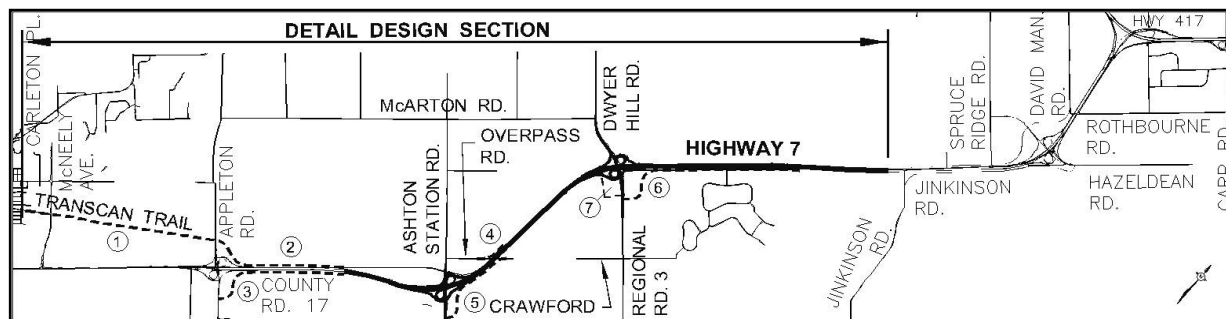 DETAIL DESIGN SECTION
CARLETON PL.
McNEELY
AVE.
TRANSCAN TRAIL
1
APPLETON
RD.
2
3
COUNTY
RD. 17
McARTON RD.
OVERPASS
RD.
ASHTON
STATION RD.
4
5
CRAWFORD
DWYER
HILL RD.
HIGHWAY 7
6
7
REGIONAL
RD. 3
JINKINSON
RD.
JINKINSON
RD.
SPRUCE
RIDGE RD.
DAVID MAN.
RD.
HWY 417
ROTHBOURNE
RD.
HAZELDEAN
RD.
CARP RD.